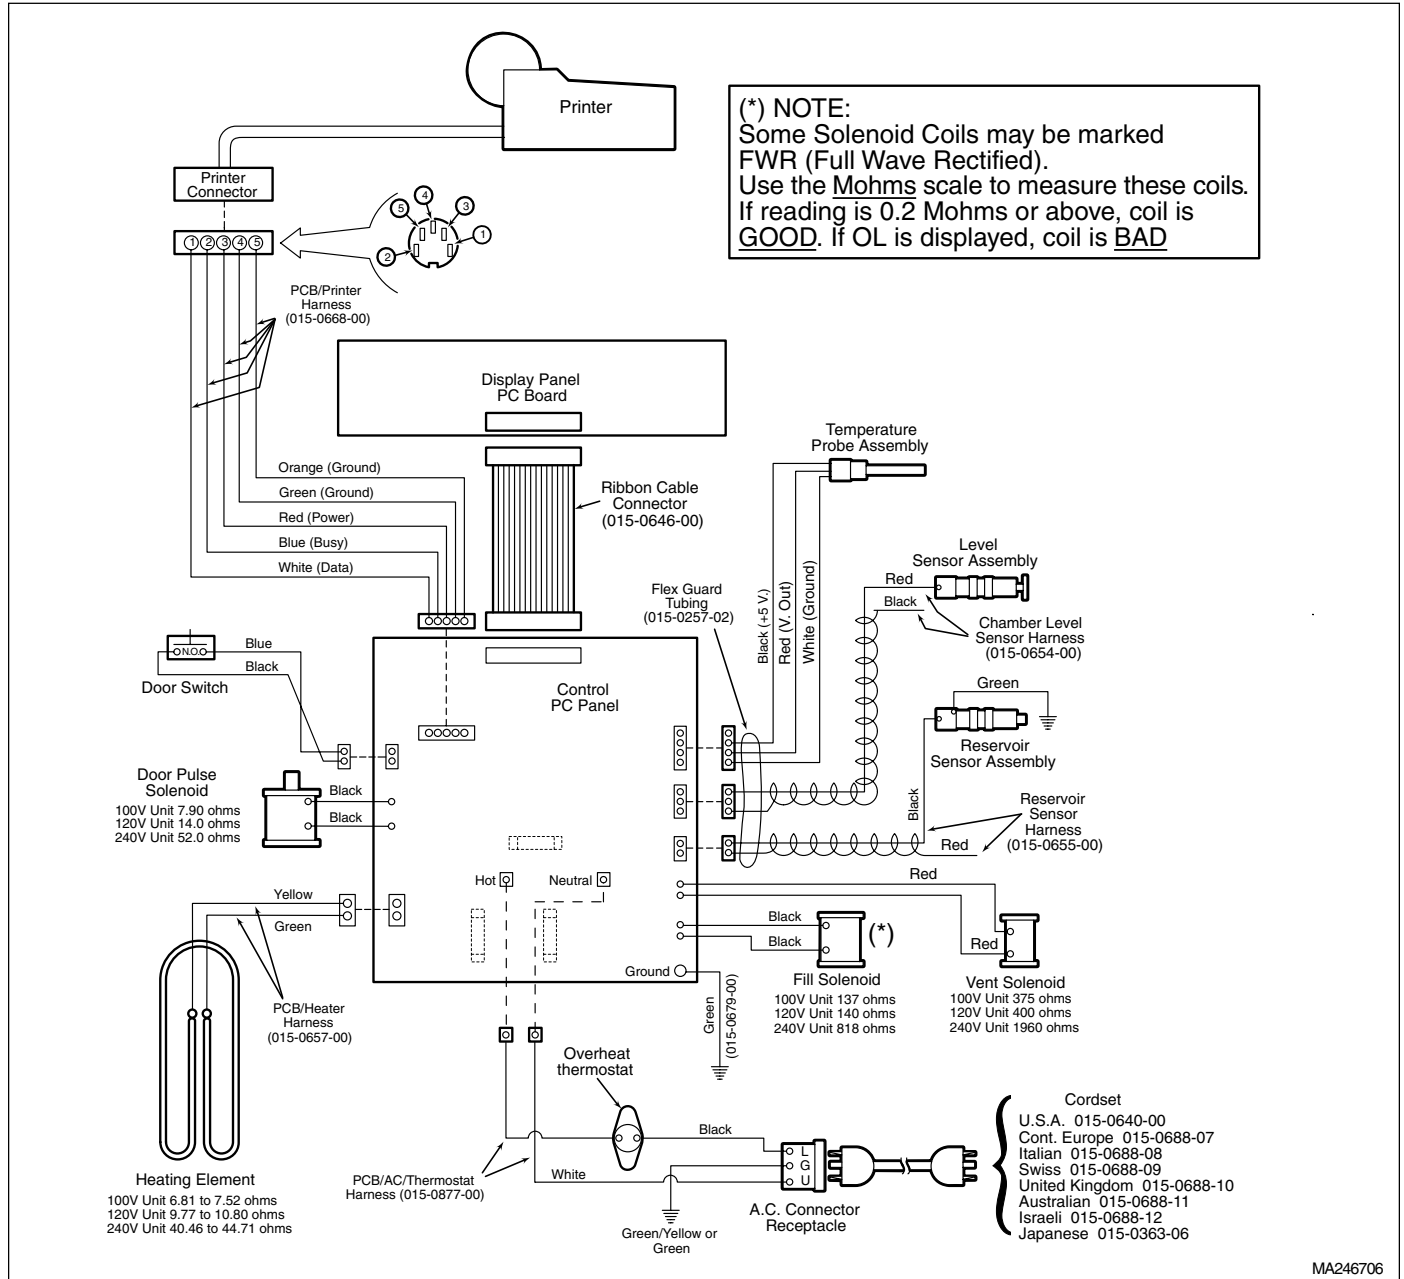 Printer
(*) NOTE:
Some Solenoid Coils may be marked
FWR (Full Wave Rectified).
Use the Mohms scale to measure these coils.
If reading is 0.2 Mohms or above, coil is
GOOD. If OL is displayed, coil is BAD
Printer
Connector
1 2 3 4 5
4
5
3
1
2
PCB/Printer
Harness
(015-0668-00)
Display Panel
PC Board
Temperature
Probe Assembly
Orange (Ground)
Green (Ground)
Red (Power)
Blue (Busy)
White (Data)
Ribbon Cable
Connector
(015-0646-00)
Level
Sensor Assembly
Red
Black
Flex Guard
Tubing
(015-0257-02)
Black (+5 V.)
Red (V. Out)
White (Ground)
Chamber Level
Sensor Harness
(015-0654-00)
Blue
N.O.
Black
Door Switch
Control
PC Panel
Green
Reservoir
Sensor Assembly
Door Pulse
Solenoid
100V Unit 7.90 ohms
120V Unit 14.0 ohms
240V Unit 52.0 ohms
Black
Black
Black
Reservoir
Sensor
Harness
(015-0655-00)
Red
Hot
Neutral
Red
Yellow
Green
Black
Black
(*)
Red
Ground
Fill Solenoid
100V Unit 137 ohms
120V Unit 140 ohms
240V Unit 818 ohms
Vent Solenoid
100V Unit 375 ohms
120V Unit 400 ohms
240V Unit 1960 ohms
PCB/Heater
Harness
(015-0657-00)
Green
(015-0679-00)
Overheat
thermostat
Black
L
G
U
White
PCB/AC/Thermostat
Harness (015-0877-00)
Green/Yellow or
Green
A.C. Connector
Receptacle
Heating Element
100V Unit 6.81 to 7.52 ohms
120V Unit 9.77 to 10.80 ohms
240V Unit 40.46 to 44.71 ohms
Cordset
U.S.A. 015-0640-00
Cont. Europe 015-0688-07
Italian 015-0688-08
Swiss 015-0688-09
United Kingdom 015-0688-10
Australian 015-0688-11
Israeli 015-0688-12
Japanese 015-0363-06
MA246706